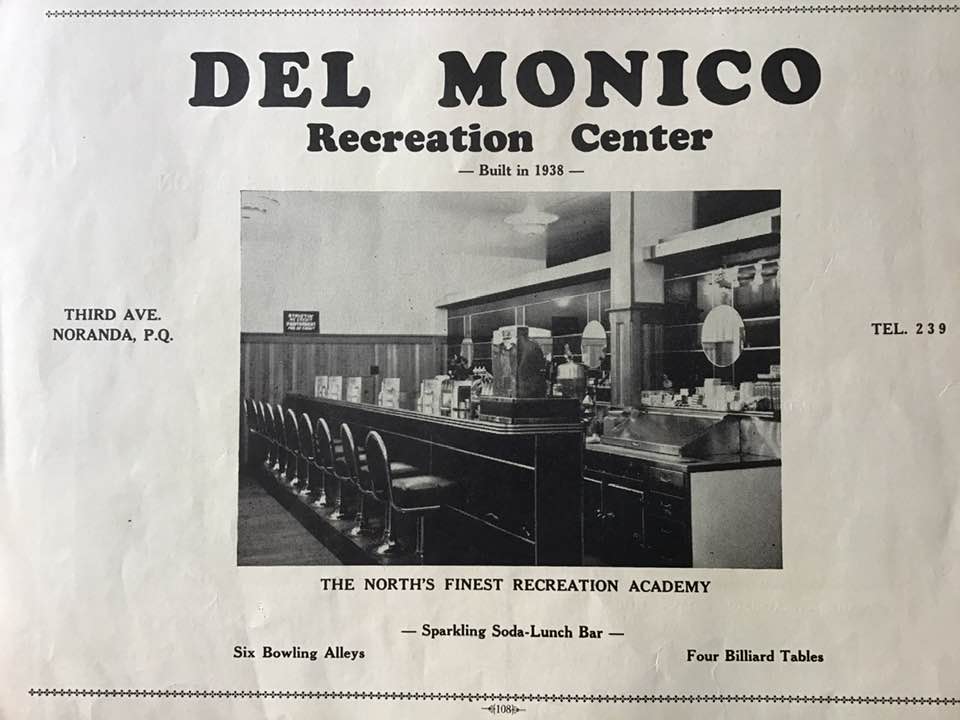 DEL MONICO
Recreation Center
— Built in 1938 —
THIRD AVE.
NORANDA, P.Q.
TEL. 239
THE NORTH'S FINEST RECREATION ACADEMY
— Sparkling Soda-Lunch Bar —
Six Bowling Alleys
Four Billiard Tables
108